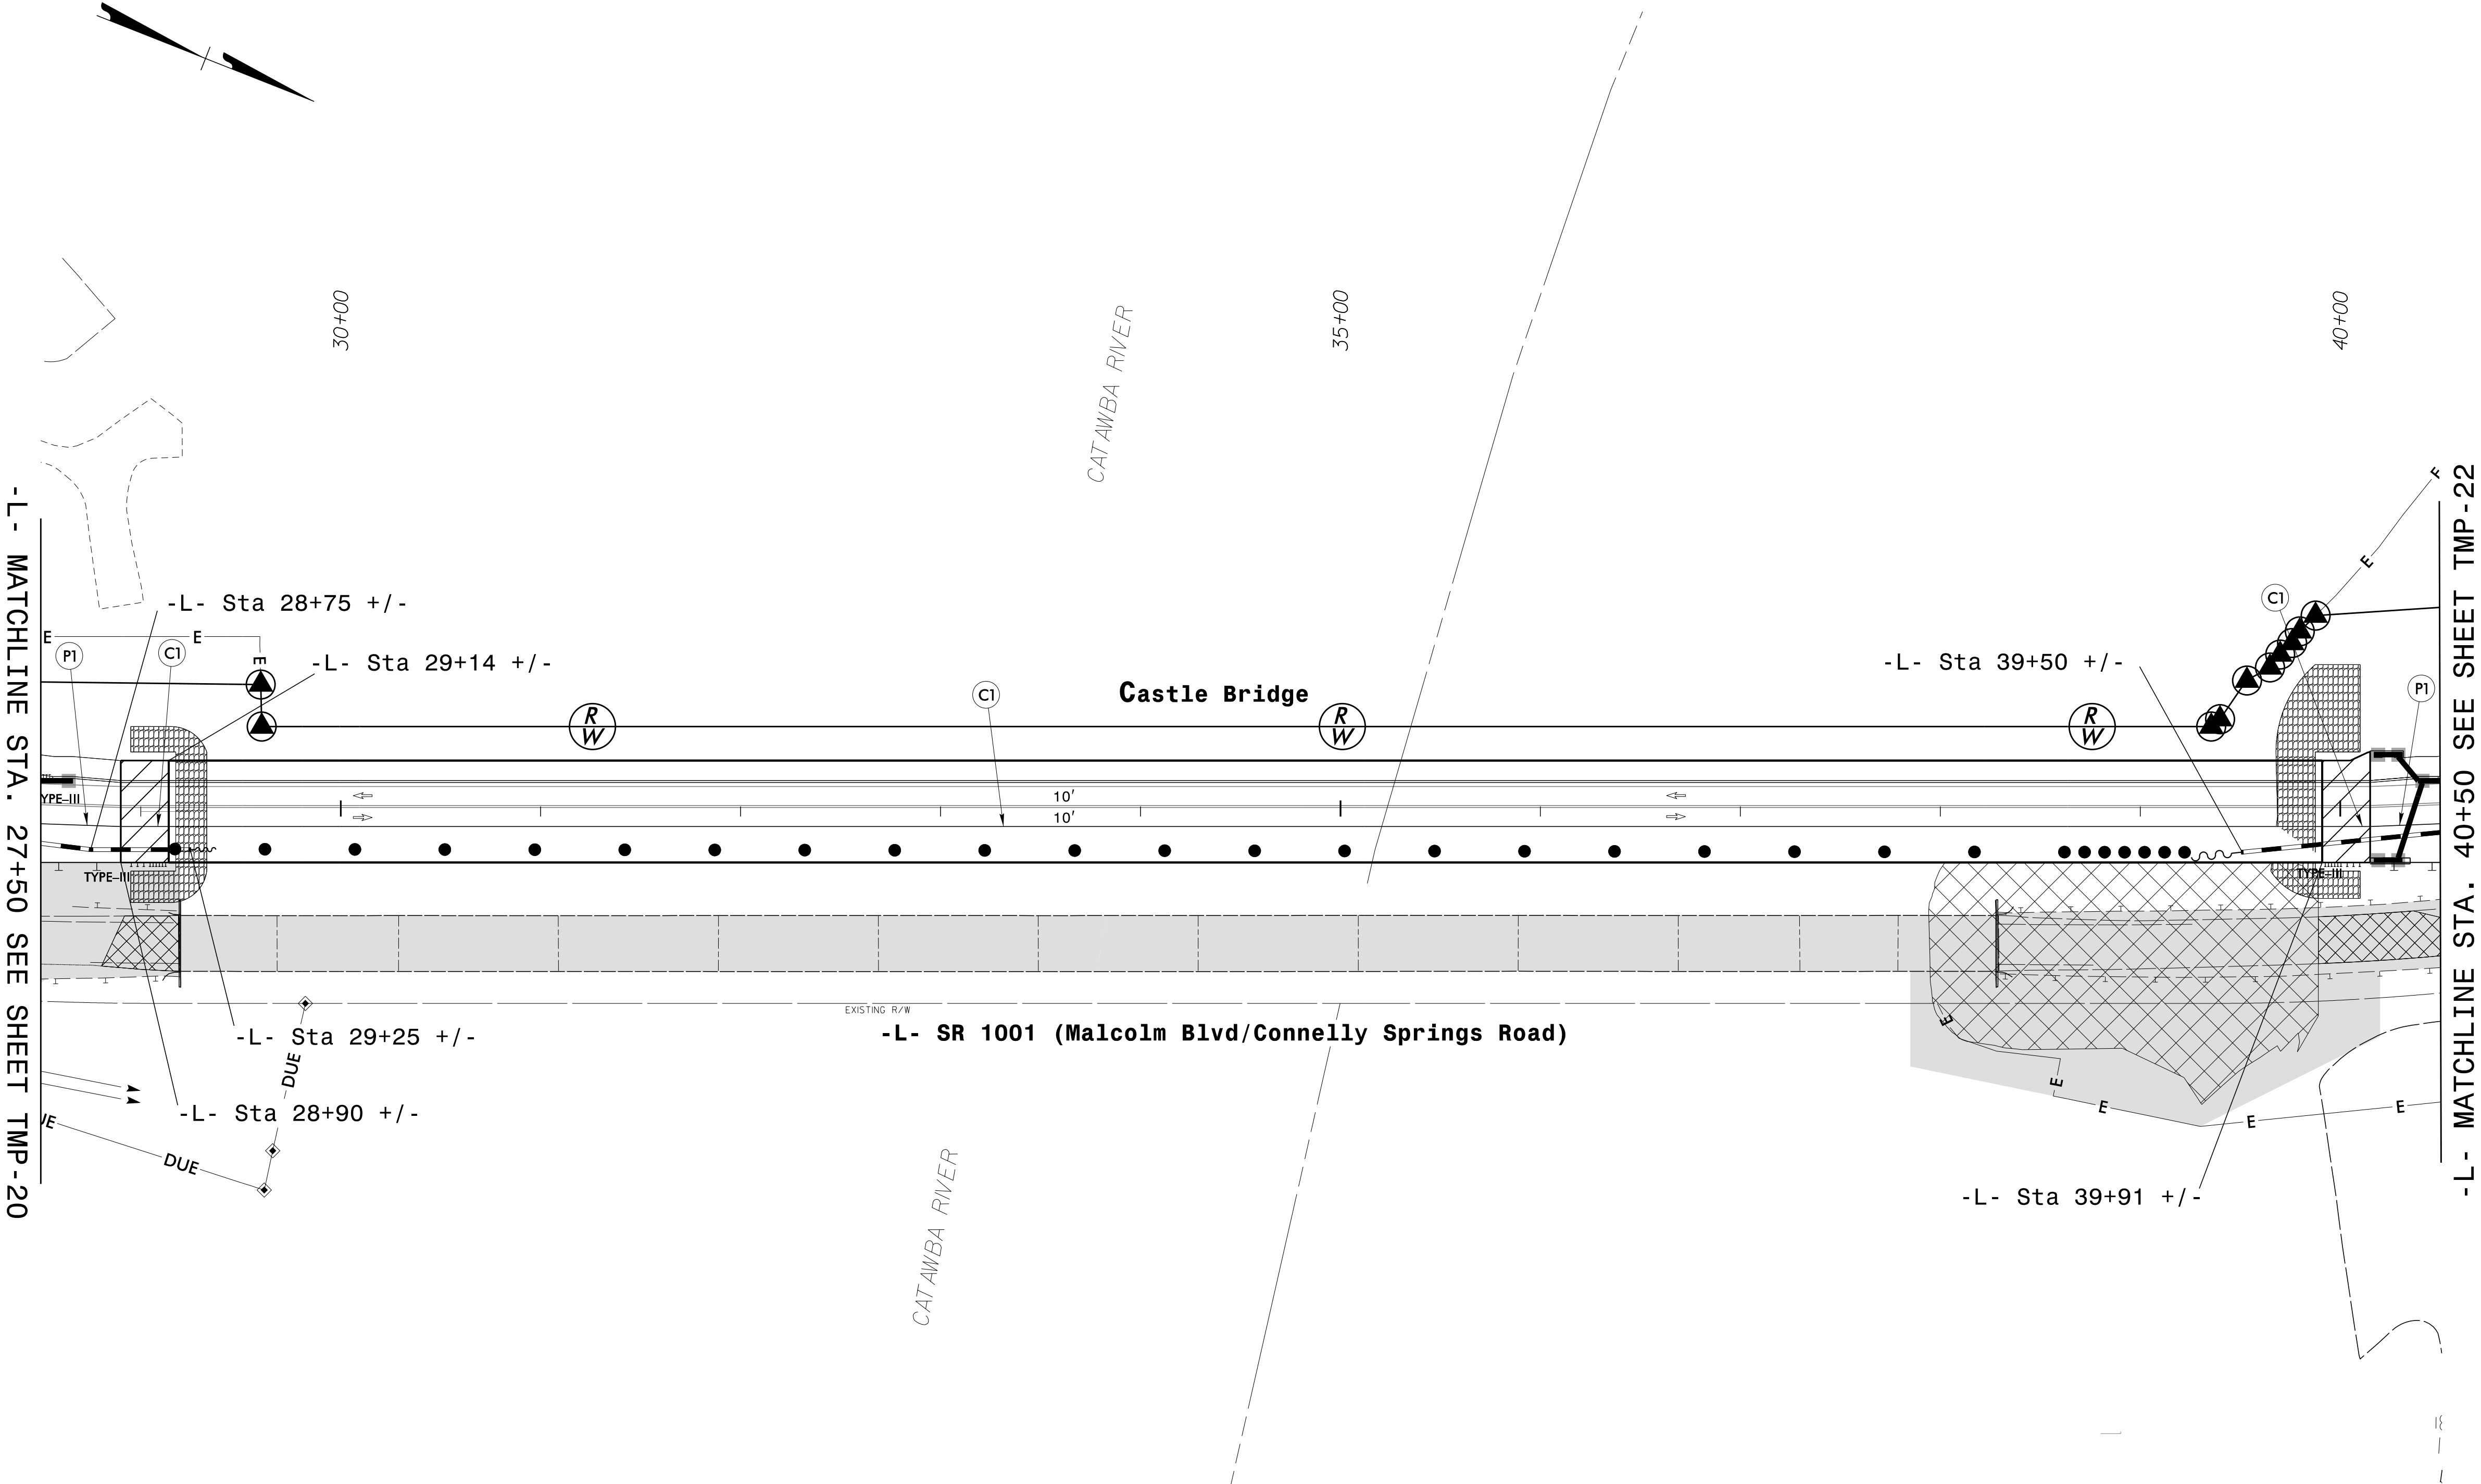 30+00
35+00
40+00
CATAWBA RIVER
-L- MATCHLINE STA. 27+50 SEE SHEET TMP-20
-L- MATCHLINE STA. 40+50 SEE SHEET TMP-22
-L- Sta 28+75 +/-
E
E
E
P1
C1
-L- Sta 29+14 +/-
C1
Castle Bridge
-L- Sta 39+50 +/-
C1
E
P1
R/W
R/W
R/W
YPE-III
10'
10'
TYPE-III
TYPE-III
EXISTING R/W
-L- SR 1001 (Malcolm Blvd/Connelly Springs Road)
-L- Sta 29+25 +/-
DUE
-L- Sta 28+90 +/-
UE
DUE
E
E
E
E
E
CATAWBA RIVER
-L- Sta 39+91 +/-